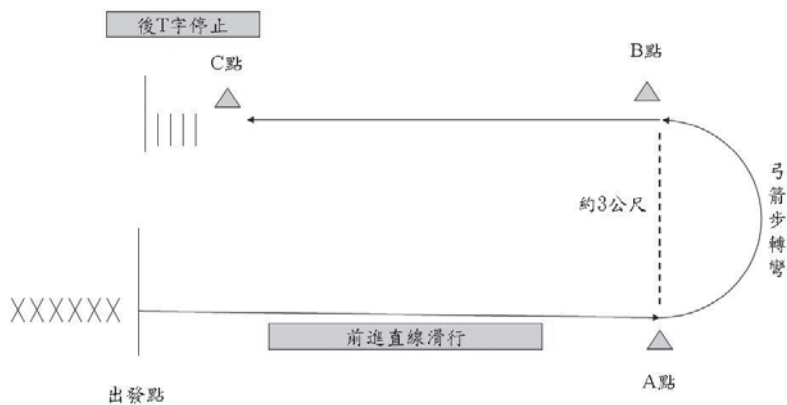 後T字停止
C點
B點
約3公尺
弓箭步轉彎
XXXXXX
前進直線滑行
A點
出發點